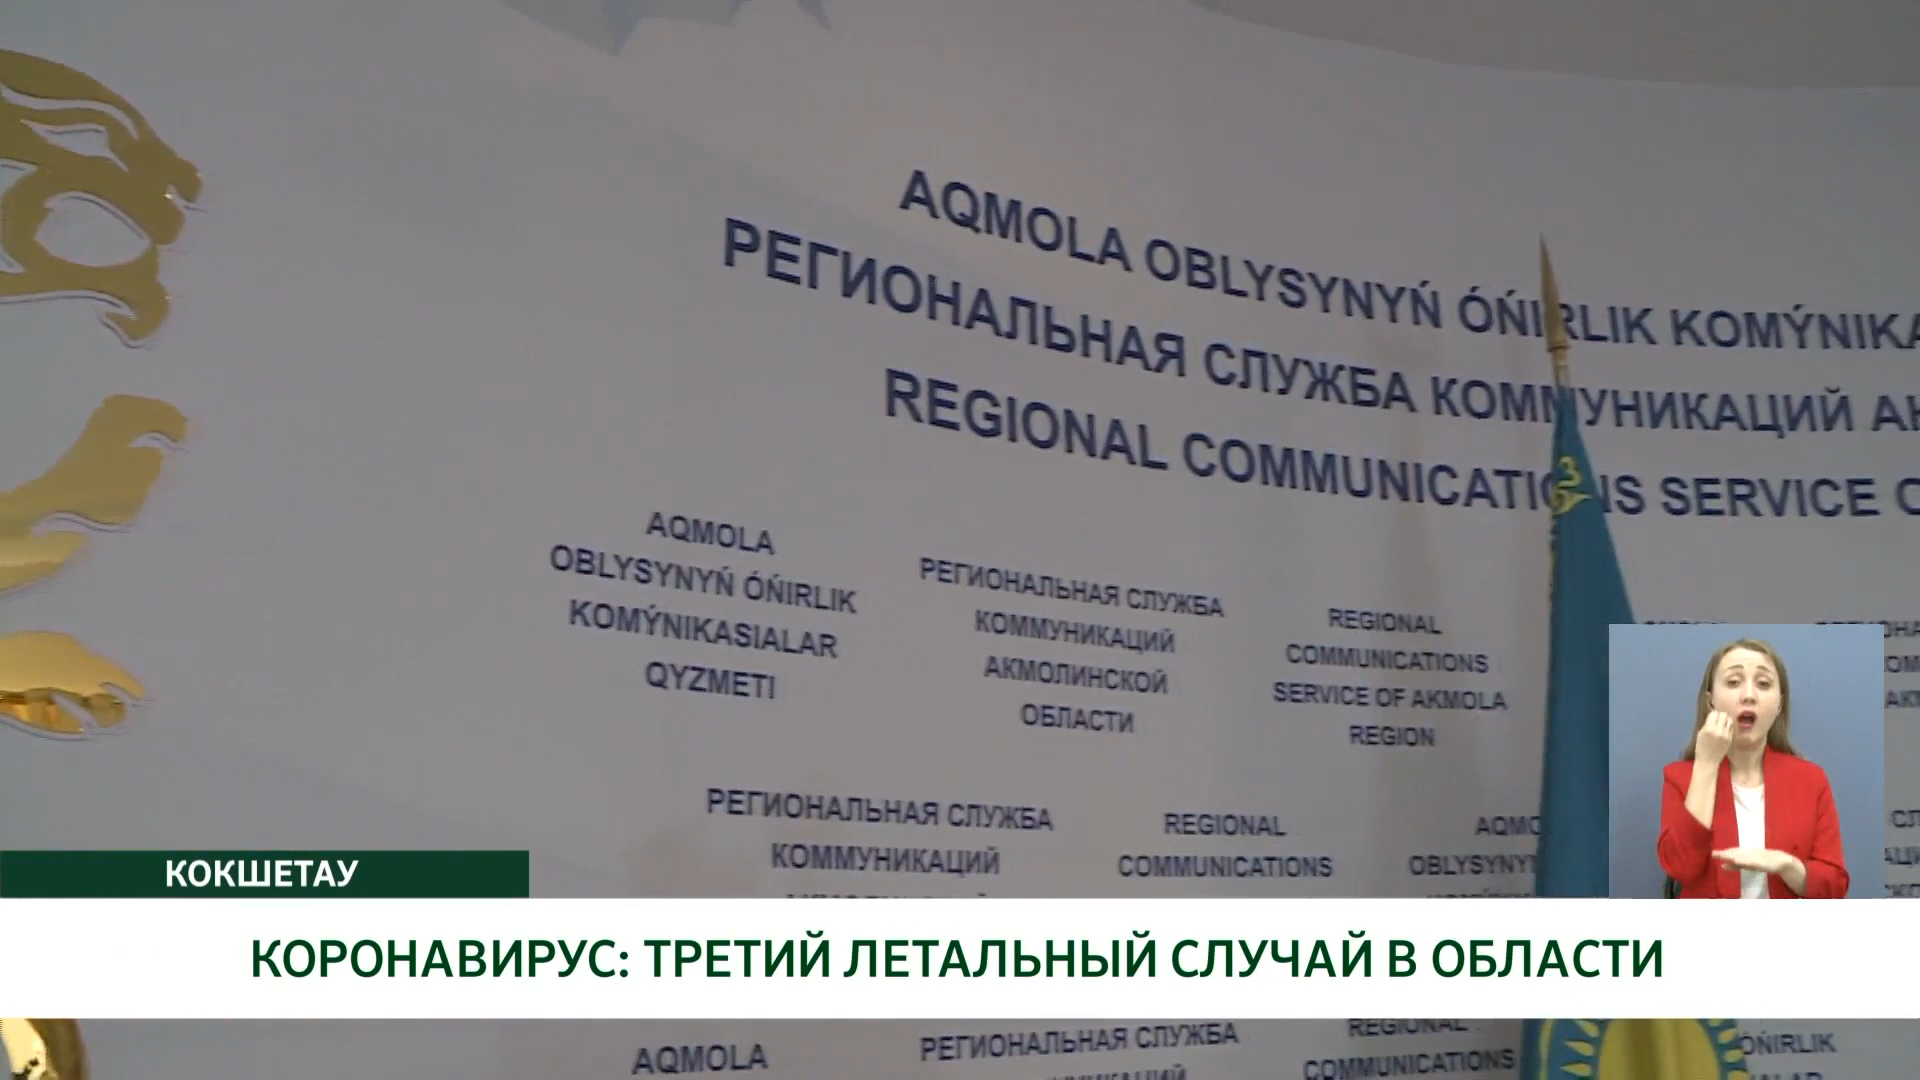 AQMOLA OBLYSYNYŃ ÓŃIRLIK
РЕГИОНАЛЬНАЯ СЛУЖБА КОММУНИКАЦИЙ
REGIONAL COMMUNICATIONS SERVICE
AQMOLA
OBLYSYNYŃ ÓŃIRLIK
KOMÝNIKASIALAR
QYZMETI
РЕГИОНАЛЬНАЯ СЛУЖБА
КОММУНИКАЦИЙ
АКМОЛИНСКОЙ
ОБЛАСТИ
REGIONAL
COMMUNICATIONS
SERVICE OF AKMOLA
REGION
РЕГИОНАЛЬНАЯ СЛУЖБА
КОММУНИКАЦИЙ
REGIONAL
COMMUNICATIONS
КОКШЕТАУ
КОРОНАВИРУС: ТРЕТИЙ ЛЕТАЛЬНЫЙ СЛУЧАЙ В ОБЛАСТИ
AQMOLA
РЕГИОНАЛЬНАЯ СЛУЖБА
REGIONAL
COMMUNICATIONS
ÓŃIRLIK